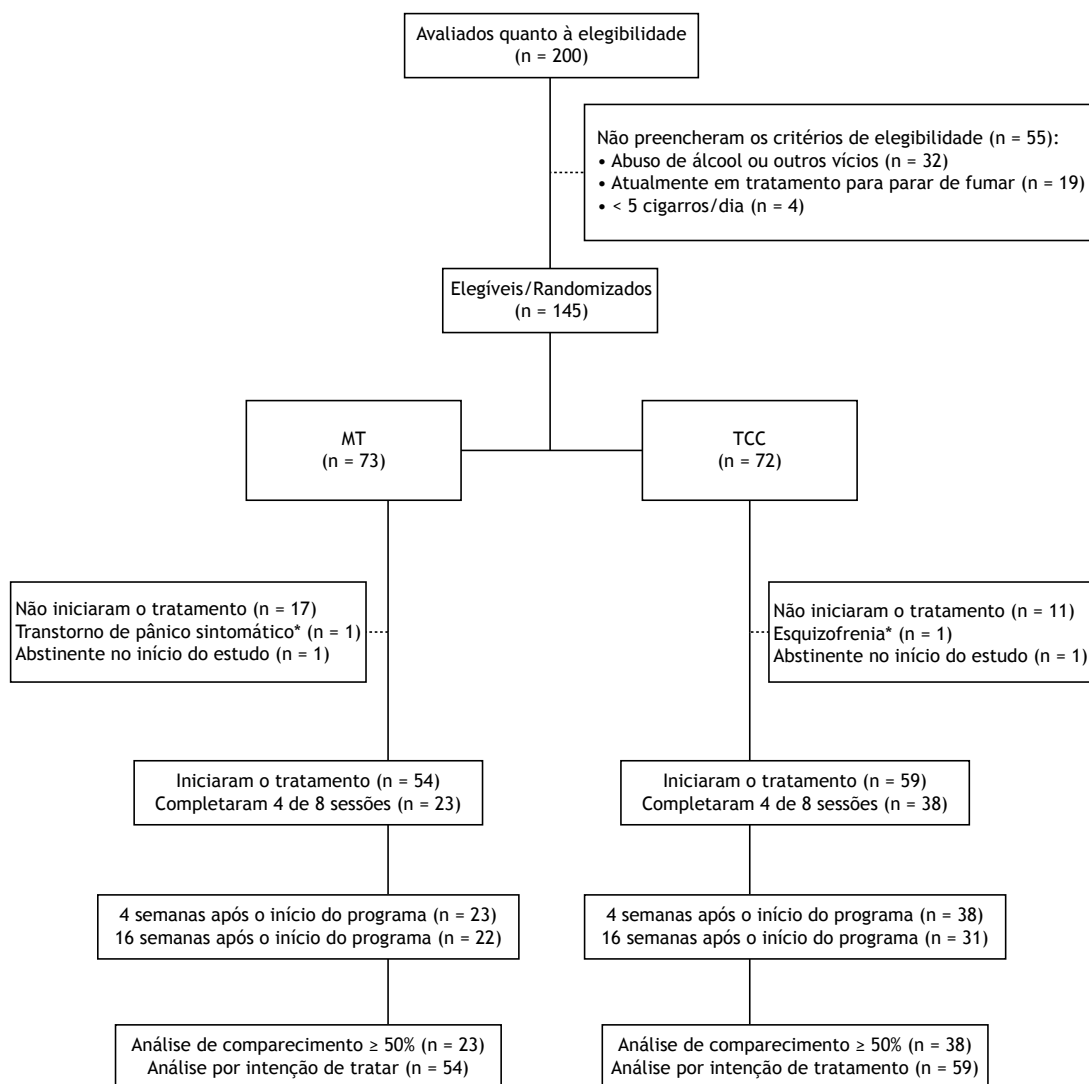 Avaliados quanto à elegibilidade
(n = 200)
Não preencheram os critérios de elegibilidade (n = 55):
• Abuso de álcool ou outros vícios (n = 32)
• Atualmente em tratamento para parar de fumar (n = 19)
• < 5 cigarros/dia (n = 4)
Elegíveis/Randomizados
(n = 145)
MT
(n = 73)
TCC
(n = 72)
Não iniciaram o tratamento (n = 17)
Transtorno de pânico sintomático* (n = 1)
Abstinente no início do estudo (n = 1)
Não iniciaram o tratamento (n = 11)
Esquizofrenia* (n = 1)
Abstinente no início do estudo (n = 1)
Iniciaram o tratamento (n = 54)
Completaram 4 de 8 sessões (n = 23)
Iniciaram o tratamento (n = 59)
Completaram 4 de 8 sessões (n = 38)
4 semanas após o início do programa (n = 23)
16 semanas após o início do programa (n = 22)
4 semanas após o início do programa (n = 38)
16 semanas após o início do programa (n = 31)
Análise de comparecimento ≥ 50% (n = 23)
Análise por intenção de tratar (n = 54)
Análise de comparecimento ≥ 50% (n = 38)
Análise por intenção de tratamento (n = 59)